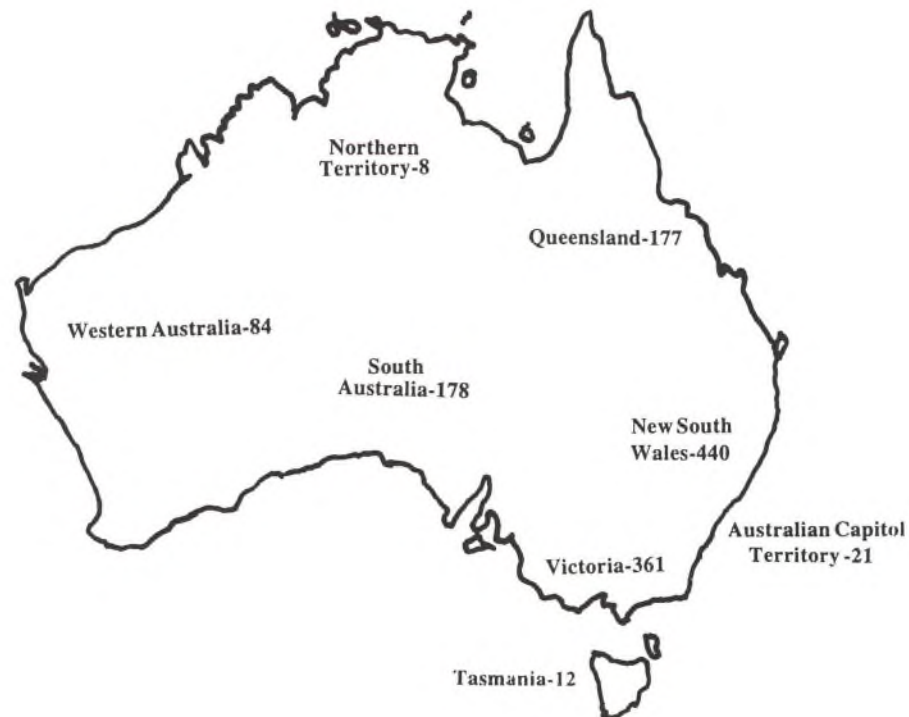 Northern
Territory-8
Queensland-177
Western Australia-84
South
Australia-178
New South
Wales-440
Australian Capitol
Territory -21
Victoria-361
Tasmania-12